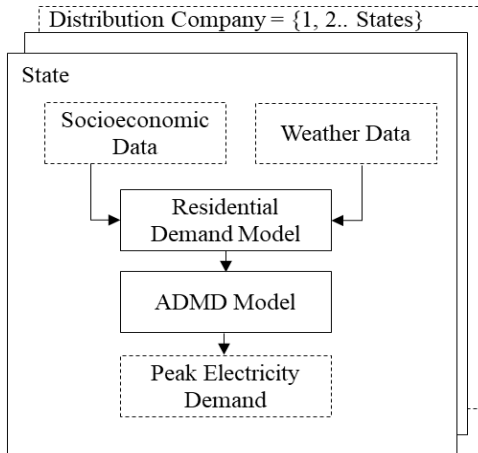 Distribution Company = {1, 2.. States}
State
Socioeconomic
Data
Weather Data
Residential
Demand Model
ADMD Model
Peak Electricity
Demand